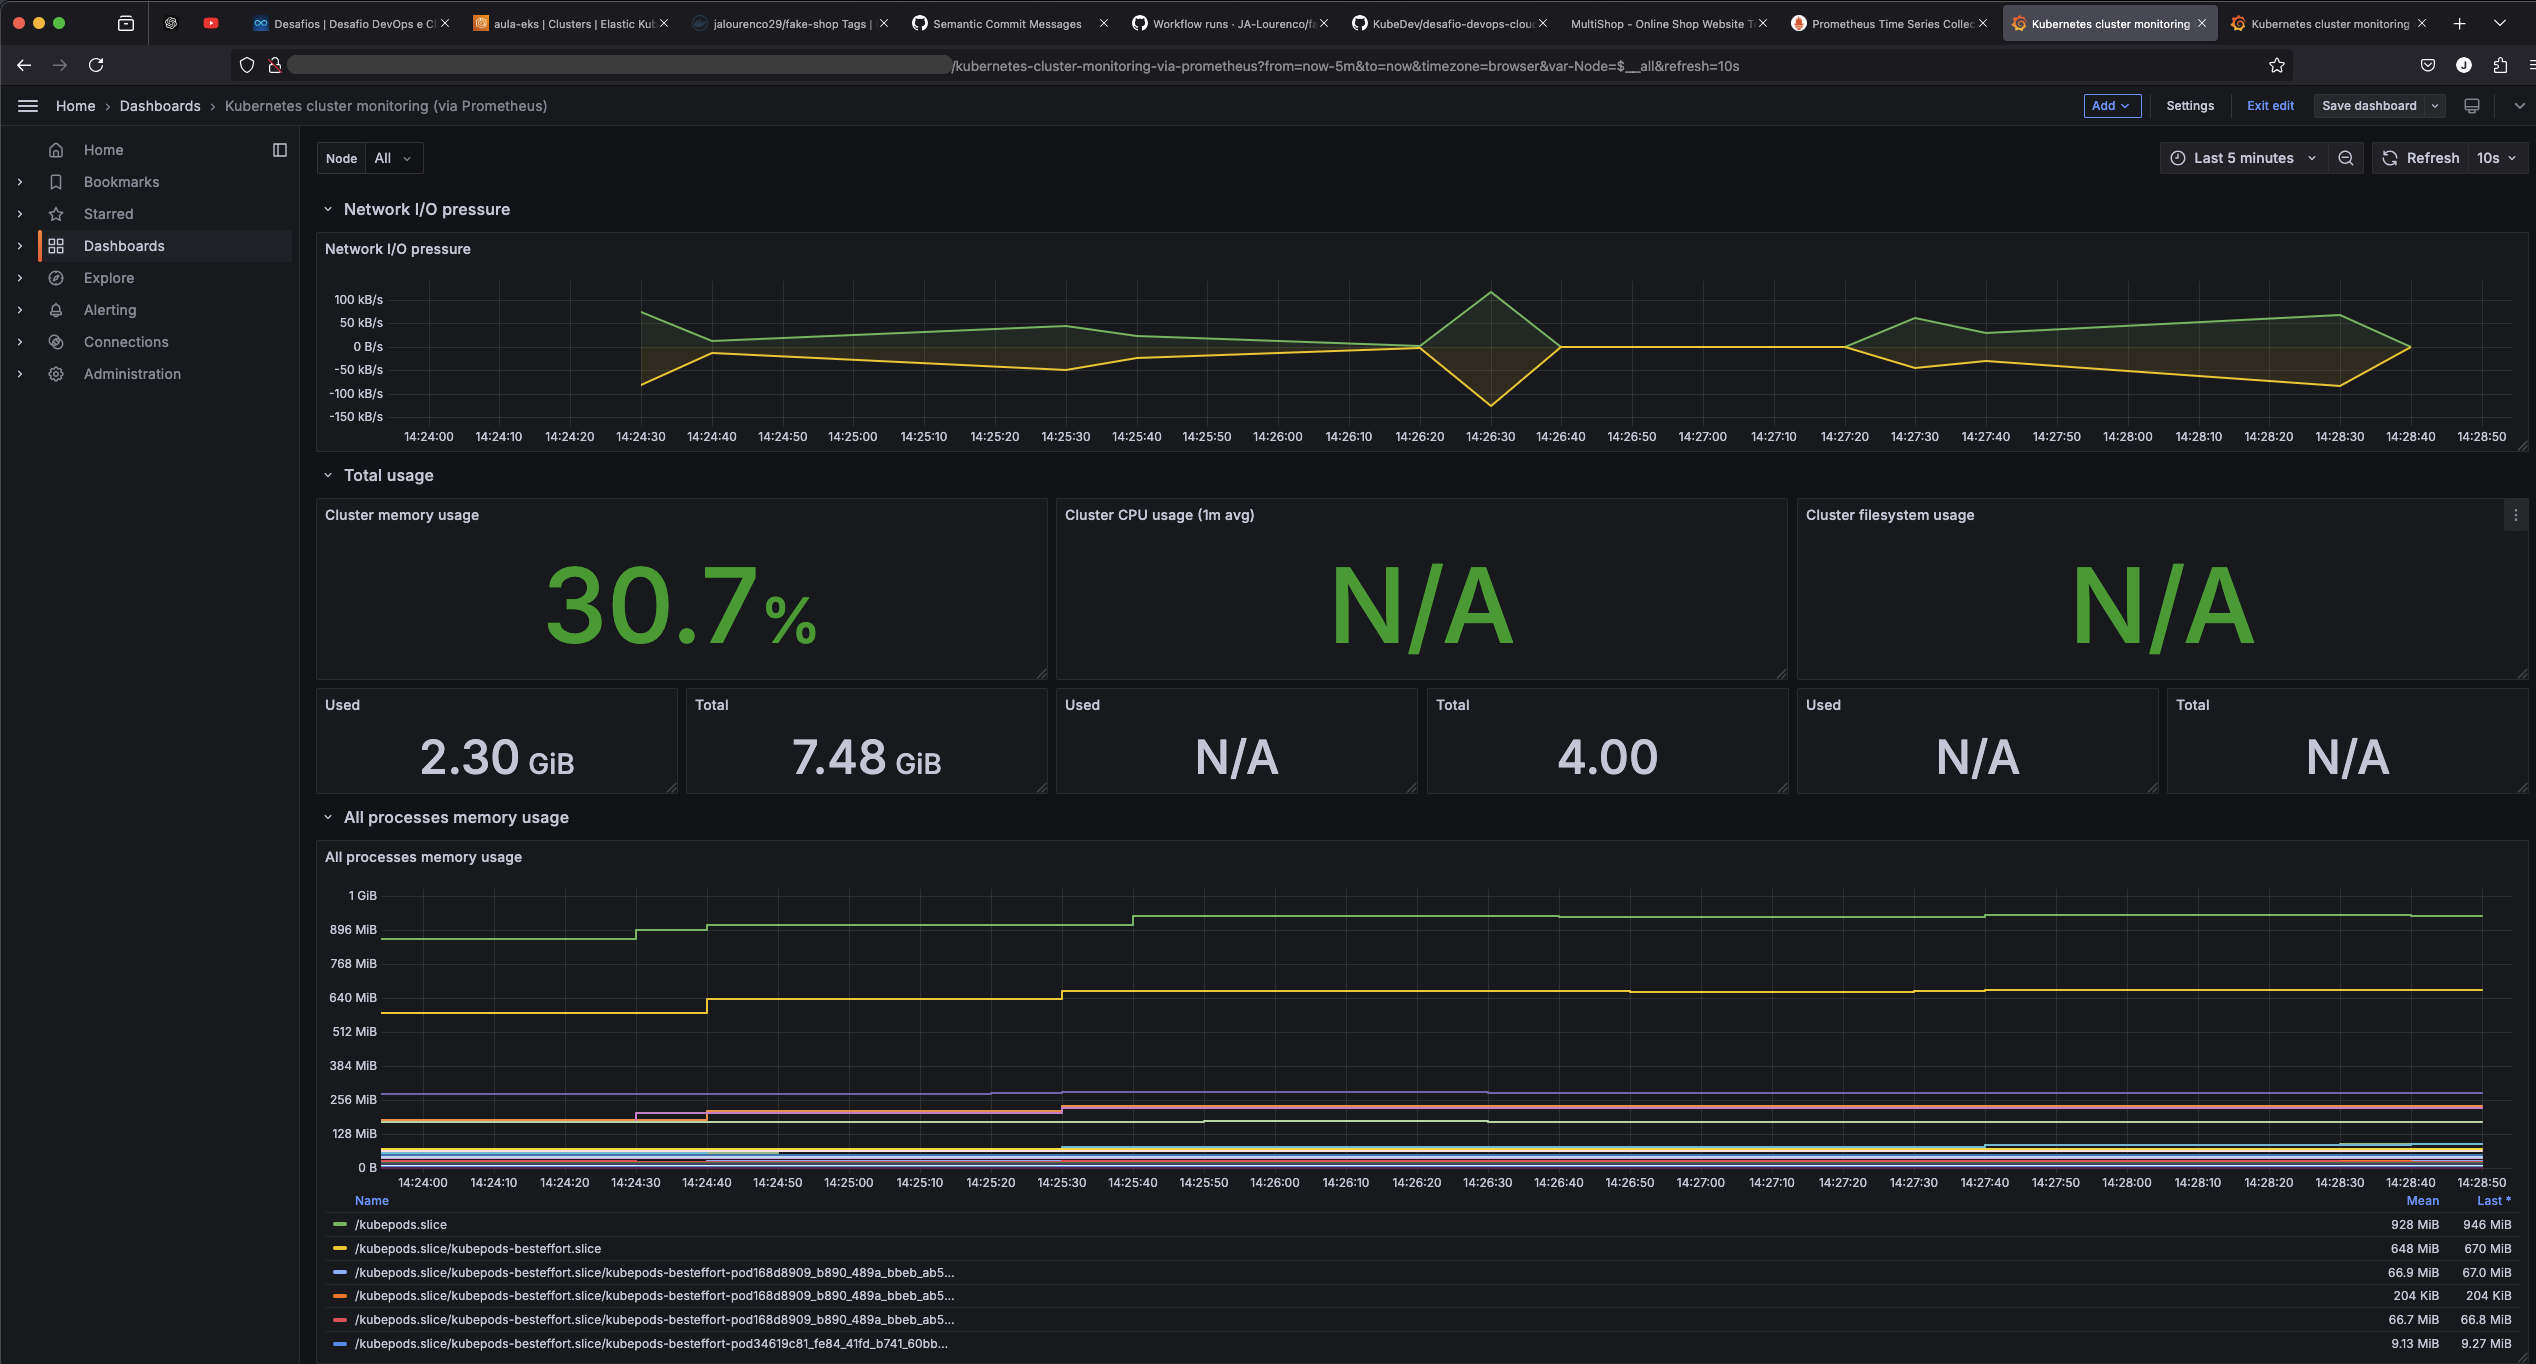 Desafios | Desafio DevOps e Cl
aula-eks | Clusters | Elastic Kub
jalourenco29/fake-shop Tags |
Semantic Commit Messages
Workflow runs · JA-Lourenco/fa
KubeDev/desafio-devops-clou
MultiShop - Online Shop Website T
Prometheus Time Series Collec
Kubernetes cluster monitoring
Kubernetes cluster monitoring
/kubernetes-cluster-monitoring-via-prometheus?from=now-5m&to=now&timezone=browser&var-Node=$__all&refresh=10s
J
Home › Dashboards › Kubernetes cluster monitoring (via Prometheus)
Add
Settings
Exit edit
Save dashboard
Home
Bookmarks
Starred
Dashboards
Explore
Alerting
Connections
Administration
Node All
Last 5 minutes
Refresh 10s
Network I/O pressure
Network I/O pressure
100 kB/s
50 kB/s
0 B/s
-50 kB/s
-100 kB/s
-150 kB/s
14:24:00 14:24:10 14:24:20 14:24:30 14:24:40 14:24:50 14:25:00 14:25:10 14:25:20 14:25:30 14:25:40 14:25:50 14:26:00 14:26:10 14:26:20 14:26:30 14:26:40 14:26:50 14:27:00 14:27:10 14:27:20 14:27:30 14:27:40 14:27:50 14:28:00 14:28:10 14:28:20 14:28:30 14:28:40 14:28:50
Total usage
Cluster memory usage
30.7%
Cluster CPU usage (1m avg)
N/A
Cluster filesystem usage
N/A
Used
2.30 GiB
Total
7.48 GiB
Used
N/A
Total
4.00
Used
N/A
Total
N/A
All processes memory usage
All processes memory usage
1 GiB
896 MiB
768 MiB
640 MiB
512 MiB
384 MiB
256 MiB
128 MiB
0 B
14:24:00 14:24:10 14:24:20 14:24:30 14:24:40 14:24:50 14:25:00 14:25:10 14:25:20 14:25:30 14:25:40 14:25:50 14:26:00 14:26:10 14:26:20 14:26:30 14:26:40 14:26:50 14:27:00 14:27:10 14:27:20 14:27:30 14:27:40 14:27:50 14:28:00 14:28:10 14:28:20 14:28:30 14:28:40 14:28:50
Name Mean Last *
/kubepods.slice 928 MiB 946 MiB
/kubepods.slice/kubepods-besteffort.slice 648 MiB 670 MiB
/kubepods.slice/kubepods-besteffort.slice/kubepods-besteffort-pod168d8909_b890_489a_bbeb_ab5... 66.9 MiB 67.0 MiB
/kubepods.slice/kubepods-besteffort.slice/kubepods-besteffort-pod168d8909_b890_489a_bbeb_ab5... 204 KiB 204 KiB
/kubepods.slice/kubepods-besteffort.slice/kubepods-besteffort-pod168d8909_b890_489a_bbeb_ab5... 66.7 MiB 66.8 MiB
/kubepods.slice/kubepods-besteffort.slice/kubepods-besteffort-pod34619c81_fe84_41fd_b741_60bb... 9.13 MiB 9.27 MiB